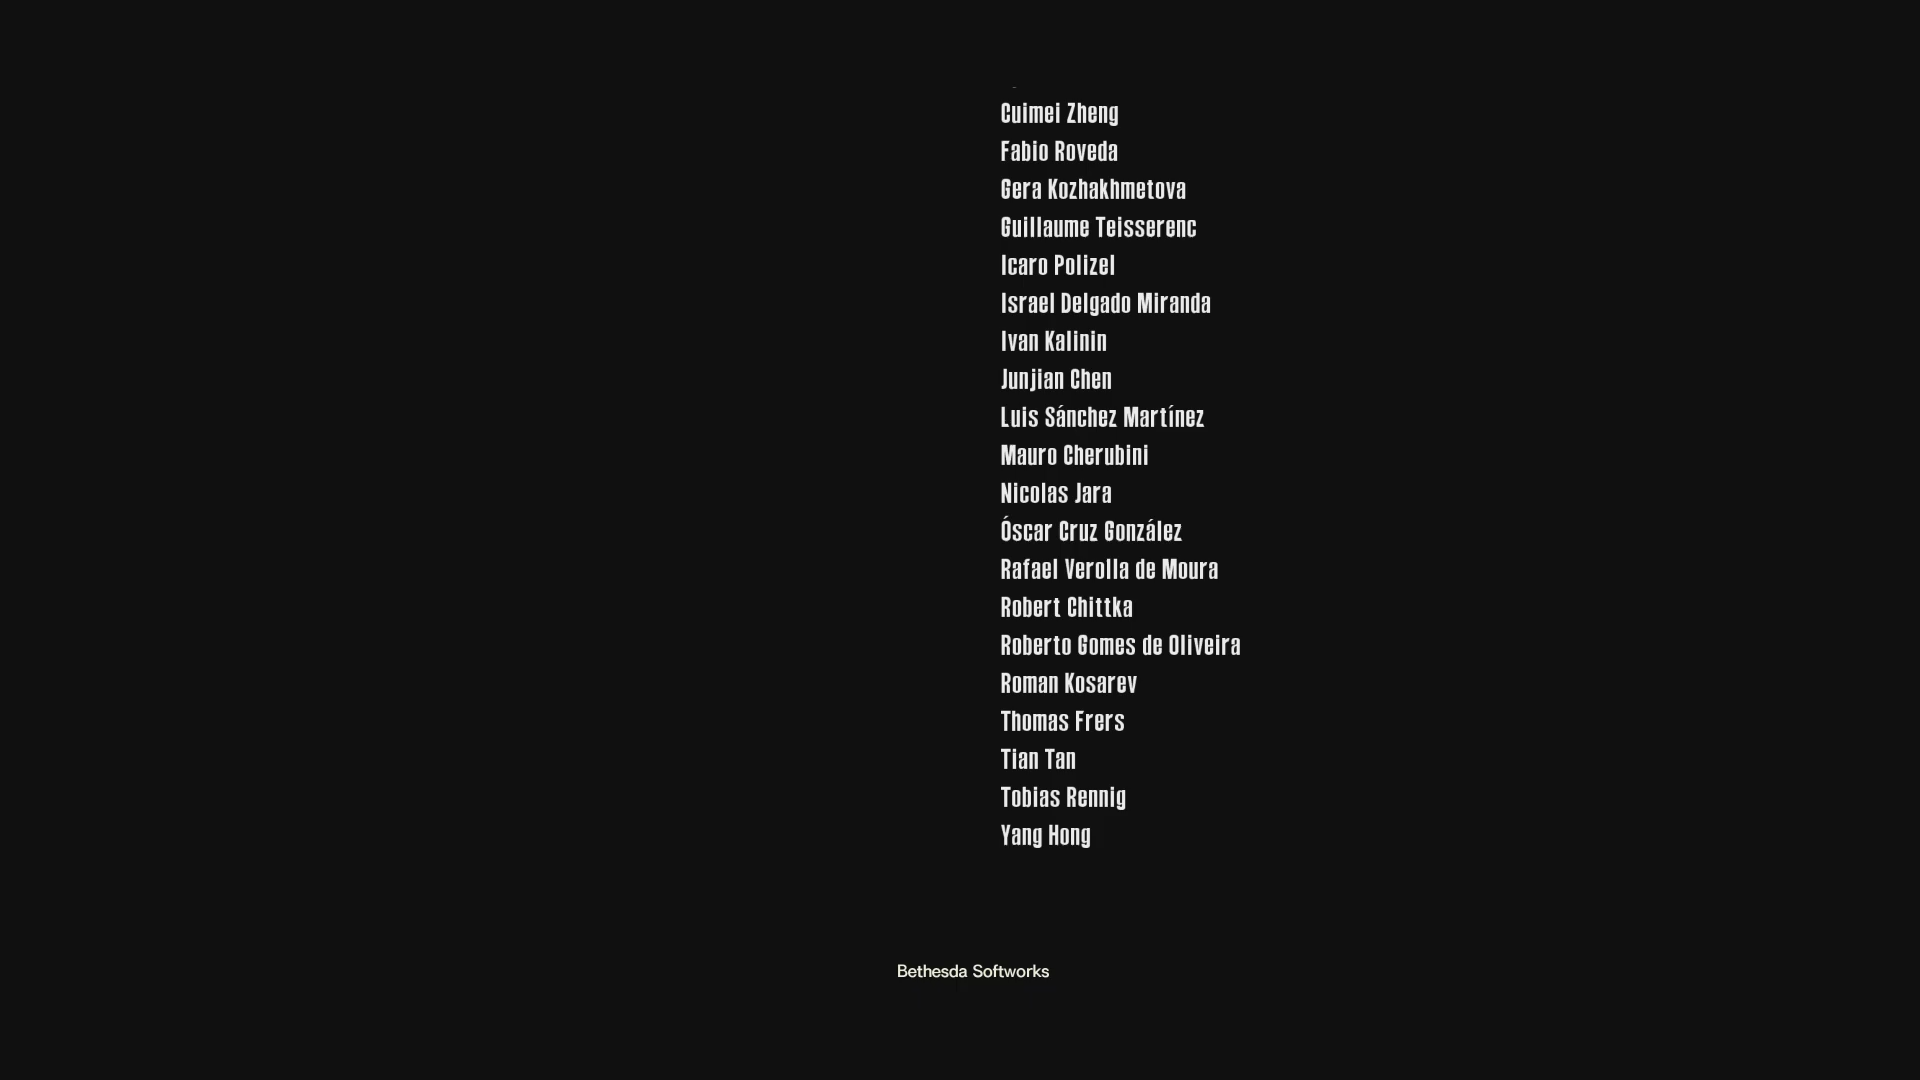 Cuimei Zheng
Fabio Roveda
Gera Kozhakhmetova
Guillaume Teisserenc
Icaro Polizel
Israel Delgado Miranda
Ivan Kalinin
Junjian Chen
Luis Sánchez Martínez
Mauro Cherubini
Nicolas Jara
Óscar Cruz González
Rafael Verolla de Moura
Robert Chittka
Roberto Gomes de Oliveira
Roman Kosarev
Thomas Frers
Tian Tan
Tobias Rennig
Yang Hong
Bethesda Softworks